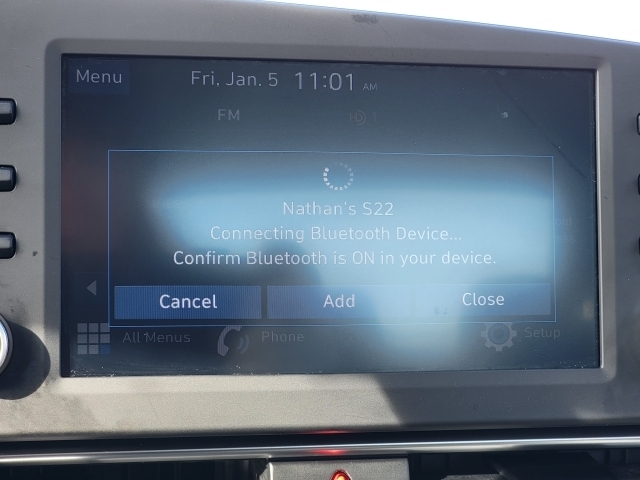 Menu Fri, Jan. 5 11:01 AM
FM
Nathan's S22
Connecting Bluetooth Device...
Confirm Bluetooth is ON in your device.
Cancel Add Close
All Menus Phone Setup